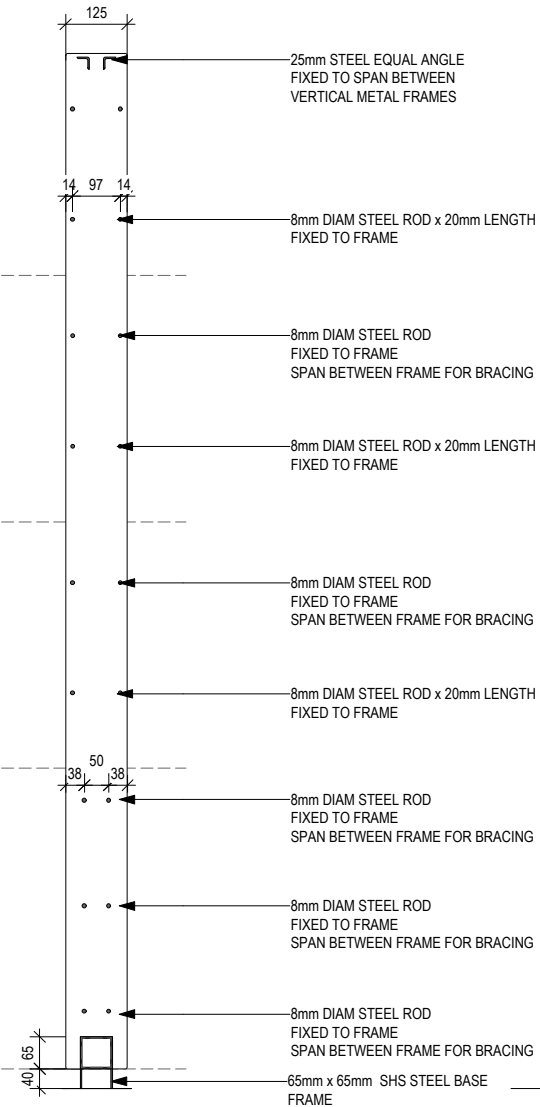 125
25mm STEEL EQUAL ANGLE
FIXED TO SPAN BETWEEN
VERTICAL METAL FRAMES
14 97 14
8mm DIAM STEEL ROD x 20mm LENGTH
FIXED TO FRAME
8mm DIAM STEEL ROD
FIXED TO FRAME
SPAN BETWEEN FRAME FOR BRACING
8mm DIAM STEEL ROD x 20mm LENGTH
FIXED TO FRAME
8mm DIAM STEEL ROD
FIXED TO FRAME
SPAN BETWEEN FRAME FOR BRACING
8mm DIAM STEEL ROD x 20mm LENGTH
FIXED TO FRAME
50
38 38
8mm DIAM STEEL ROD
FIXED TO FRAME
SPAN BETWEEN FRAME FOR BRACING
8mm DIAM STEEL ROD
FIXED TO FRAME
SPAN BETWEEN FRAME FOR BRACING
8mm DIAM STEEL ROD
FIXED TO FRAME
SPAN BETWEEN FRAME FOR BRACING
65
40
65mm x 65mm SHS STEEL BASE
FRAME